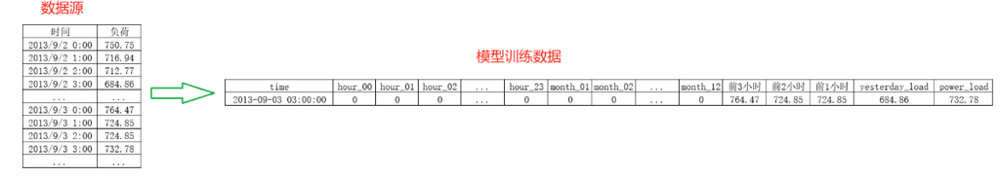 数据源
时间 负荷
2013/9/2 0:00 750.75
2013/9/2 1:00 716.94
2013/9/2 2:00 712.77
2013/9/2 3:00 684.86
... ...
2013/9/3 0:00 764.47
2013/9/3 1:00 724.85
2013/9/3 2:00 724.85
2013/9/3 3:00 732.78
... ...
模型训练数据
time hour_00 hour_01 hour_02 ... hour_23 month_01 month_02 ... month_12 前3小时 前2小时 前1小时 yesterday_load power_load
2013-09-03 03:00:00 0 0 0 ... 0 0 0 ... 0 764.47 724.85 724.85 684.86 732.78